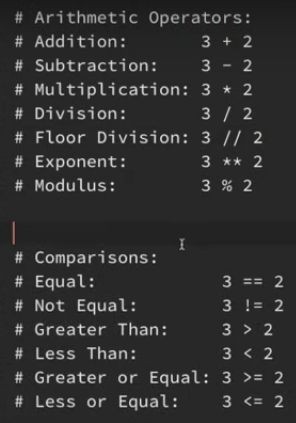 # Arithmetic Operators:
# Addition:       3 + 2
# Subtraction:    3 - 2
# Multiplication: 3 * 2
# Division:       3 / 2
# Floor Division: 3 // 2
# Exponent:       3 ** 2
# Modulus:        3 % 2
# Comparisons:
# Equal:            3 == 2
# Not Equal:        3 != 2
# Greater Than:     3 > 2
# Less Than:        3 < 2
# Greater or Equal: 3 >= 2
# Less or Equal:    3 <= 2